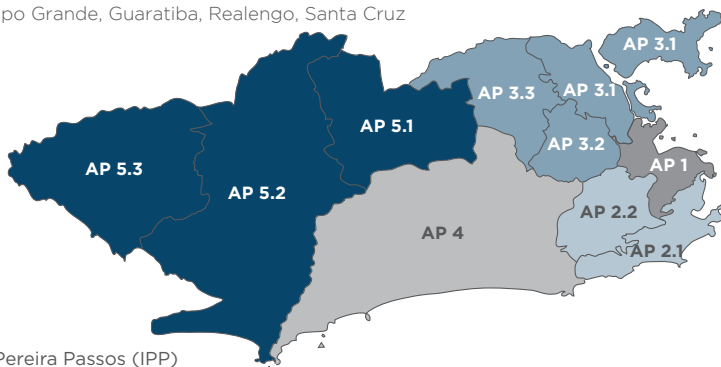 po Grande, Guaratiba, Realengo, Santa Cruz
AP 3.1
AP 3.3
AP 3.1
AP 5.1
AP 3.2
AP 5.3
AP 1
AP 5.2
AP 2.2
AP 4
AP 2.1
Pereira Passos (IPP)